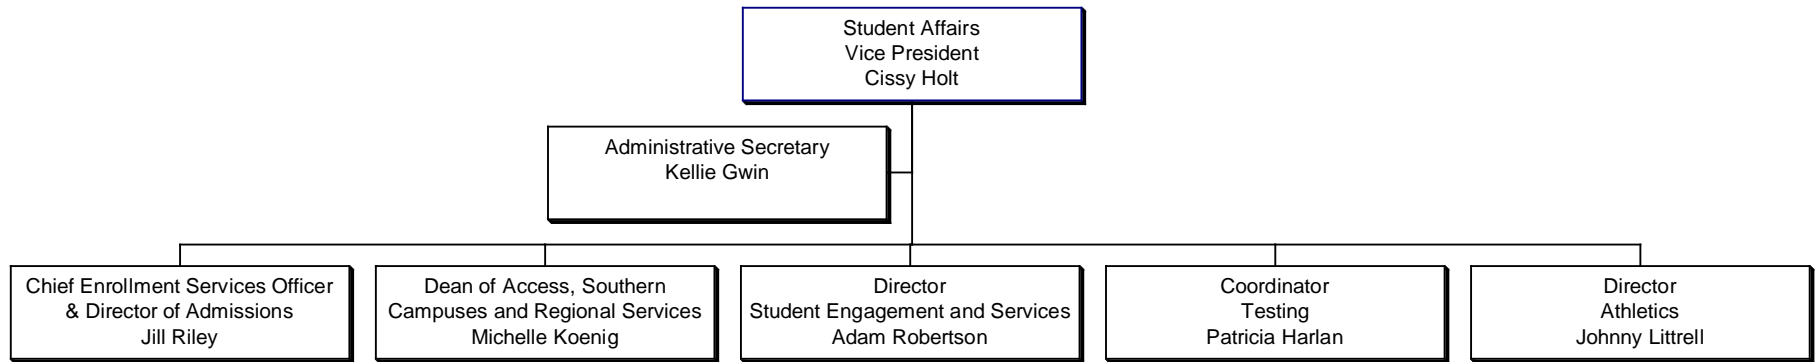 Student Affairs
Vice President
Cissy Holt
Administrative Secretary
Kellie Gwin
Chief Enrollment Services Officer
& Director of Admissions
Jill Riley
Dean of Access, Southern
Campuses and Regional Services
Michelle Koenig
Director
Student Engagement and Services
Adam Robertson
Coordinator
Testing
Patricia Harlan
Director
Athletics
Johnny Littrell